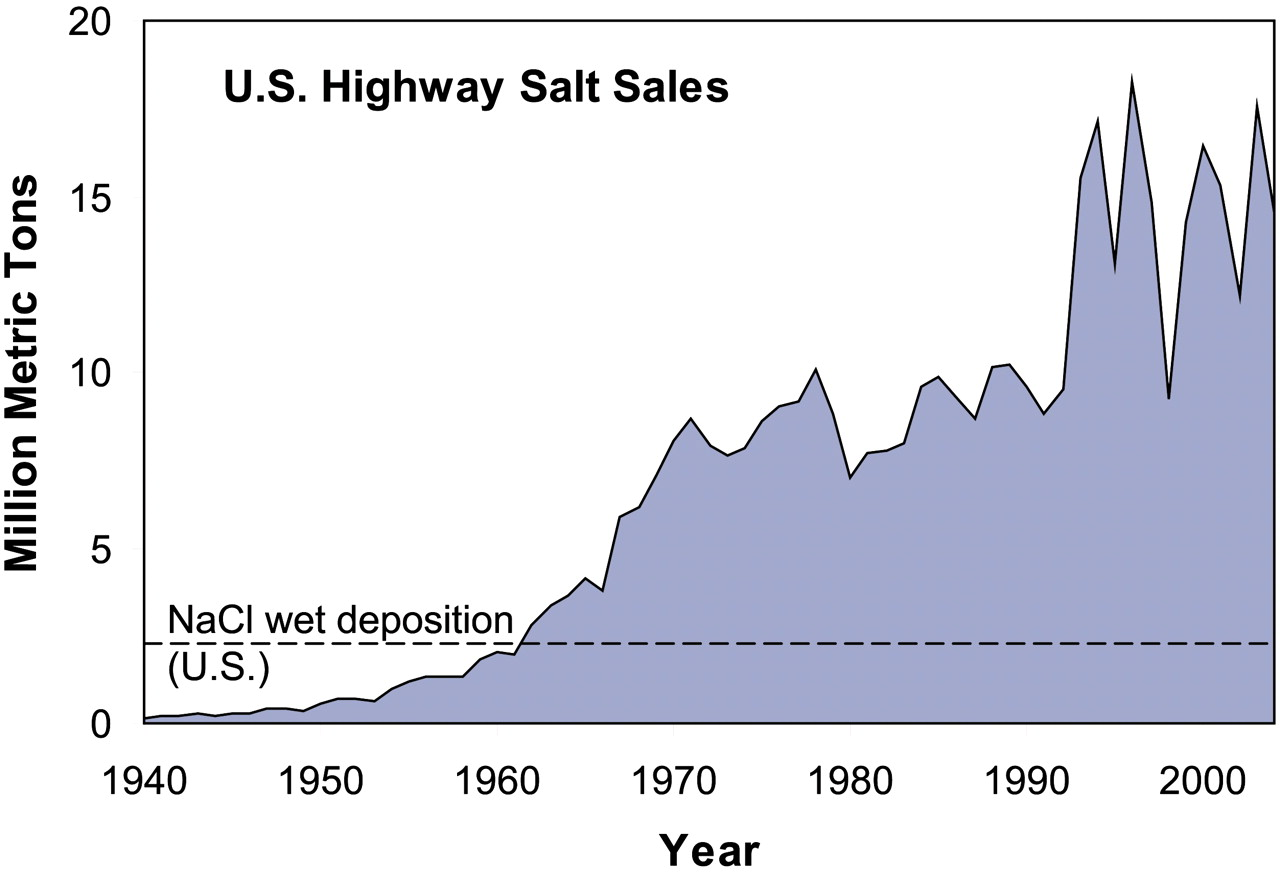 20
U.S. Highway Salt Sales
15
10
5
0
Million Metric Tons
NaCl wet deposition
(U.S.)
1940 1950 1960 1970 1980 1990 2000
Year